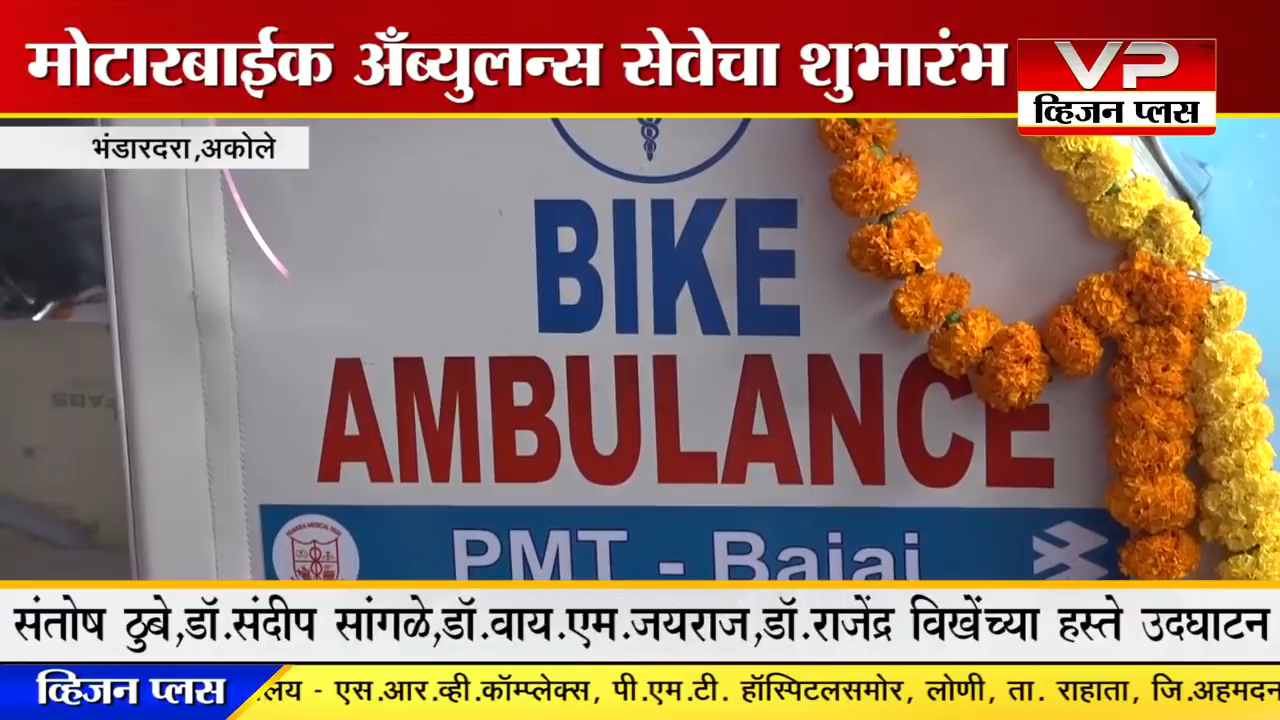 मोटारबाईक अँब्युलन्स सेवेचा शुभारंभ
VP
व्हिजन प्लस
भंडारदरा,अकोले
BIKE
AMBULANCE
PMT - Bajaj
संतोष ठुबे,डॉ.संदीप सांगळे,डॉ.वाय.एम.जयराज,डॉ.राजेंद्र विखेंच्या हस्ते उदघाटन
व्हिजन प्लस
लय - एस.आर.व्ही.कॉम्प्लेक्स, पी.एम.टी. हॉस्पिटलसमोर, लोणी, ता. राहाता, जि.अहमदन